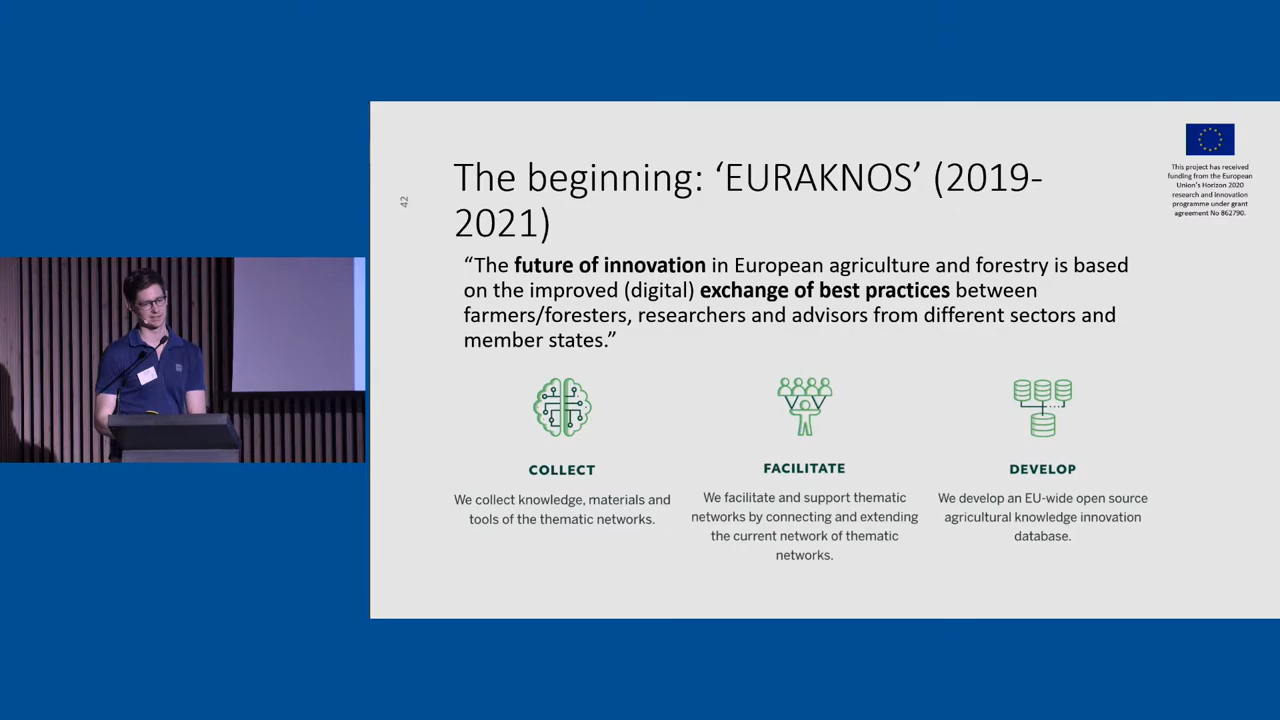 42
The beginning: ‘EURAKNOS’ (2019-
2021)
This project has received
funding from the European
Union's Horizon 2020
research and innovation
programme under grant
agreement No 862790.
“The future of innovation in European agriculture and forestry is based
on the improved (digital) exchange of best practices between
farmers/foresters, researchers and advisors from different sectors and
member states.”
COLLECT
We collect knowledge, materials and
tools of the thematic networks.
FACILITATE
We facilitate and support thematic
networks by connecting and extending
the current network of thematic
networks.
DEVELOP
We develop an EU-wide open source
agricultural knowledge innovation
database.